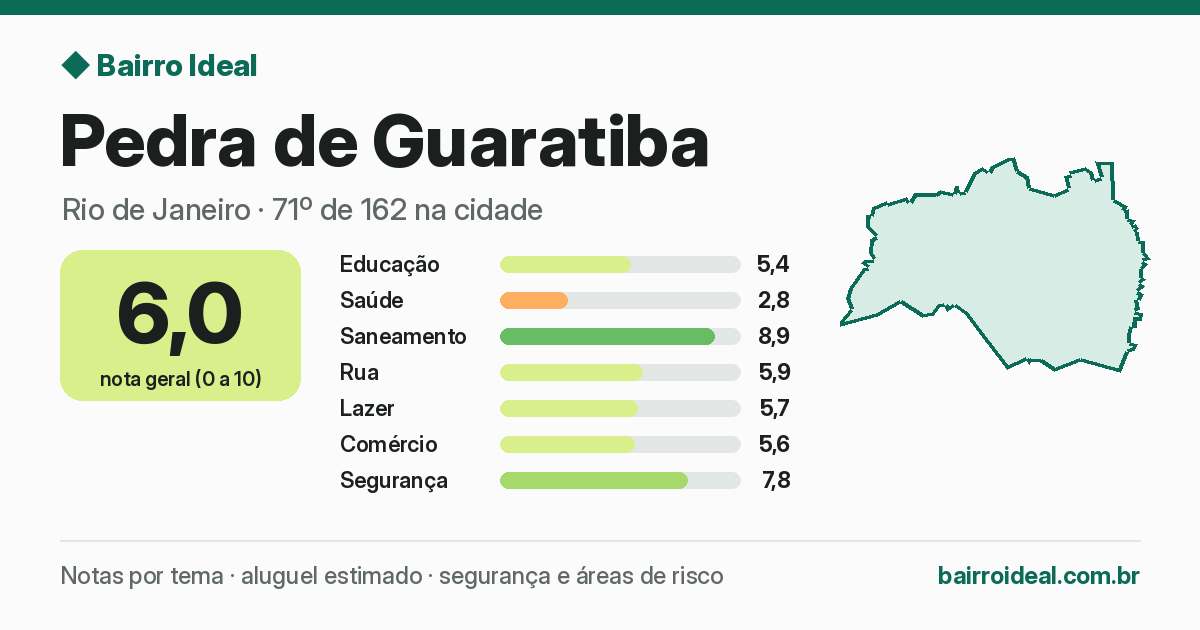 Bairro Ideal
Pedra de Guaratiba
Rio de Janeiro · 71º de 162 na cidade
6,0
nota geral (0 a 10)
Educação 5,4
Saúde 2,8
Saneamento 8,9
Rua 5,9
Lazer 5,7
Comércio 5,6
Segurança 7,8
Notas por tema · aluguel estimado · segurança e áreas de risco
bairroideal.com.br